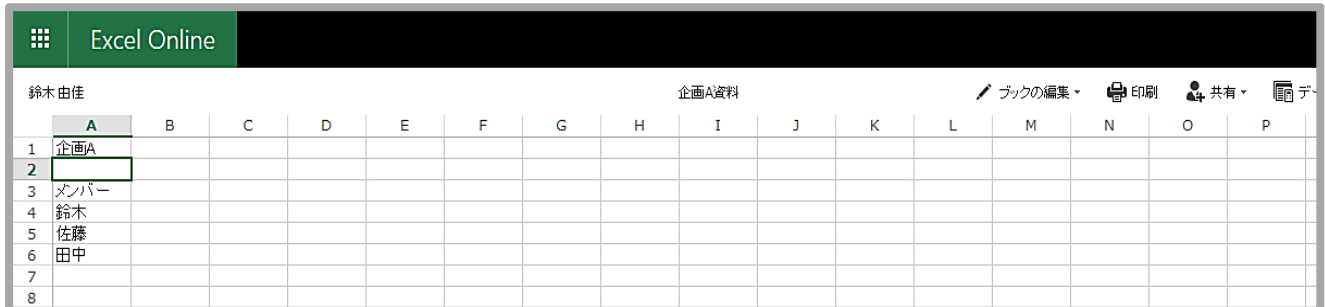 Excel Online
鈴木 由佳 企画A資料 ブックの編集 印刷 共有 デー
A B C D E F G H I J K L M N O P
1 企画A
2
3 メンバー
4 鈴木
5 佐藤
6 田中
7
8